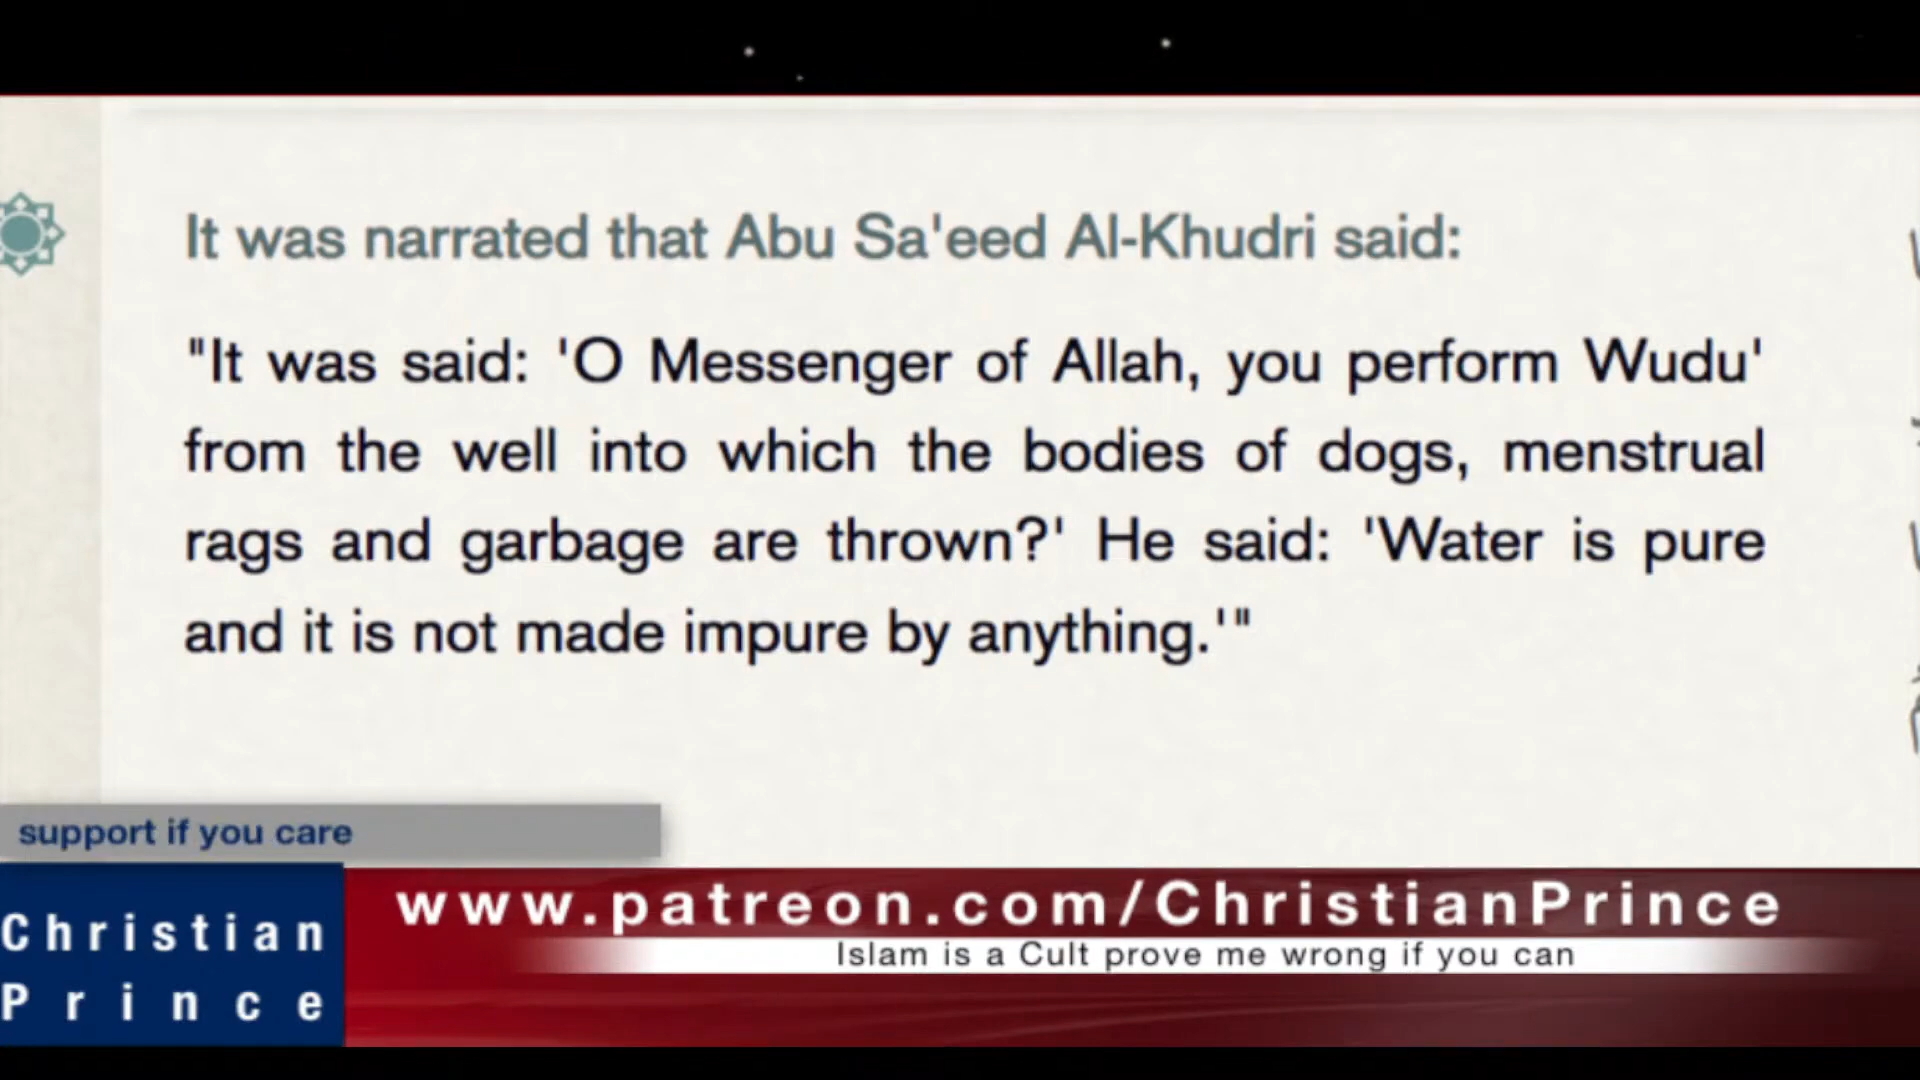 It was narrated that Abu Sa'eed Al-Khudri said:
"It was said: 'O Messenger of Allah, you perform Wudu'
from the well into which the bodies of dogs, menstrual
rags and garbage are thrown?' He said: 'Water is pure
and it is not made impure by anything.'"
support if you care
Christian
Prince
www.patreon.com/ChristianPrince
Islam is a Cult prove me wrong if you can